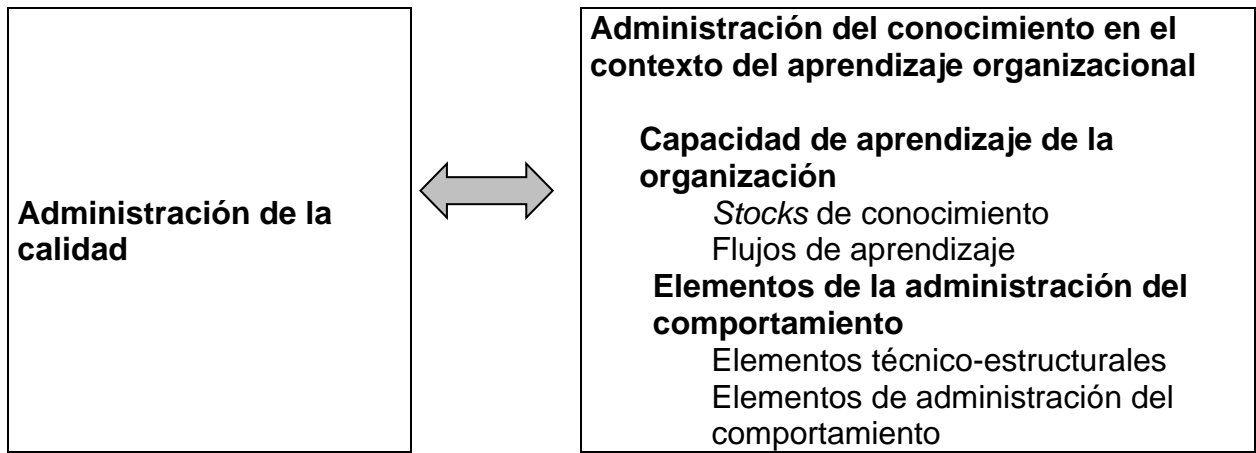 Administración de la
calidad
Administración del conocimiento en el
contexto del aprendizaje organizacional
Capacidad de aprendizaje de la
organización
Stocks de conocimiento
Flujos de aprendizaje
Elementos de la administración del
comportamiento
Elementos técnico-estructurales
Elementos de administración del
comportamiento